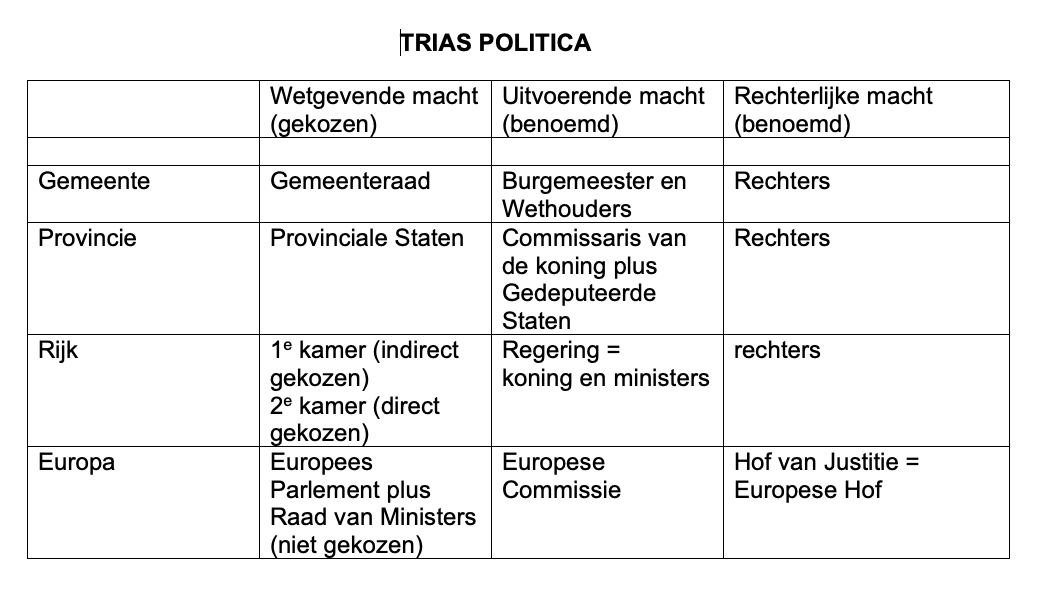 TRIAS POLITICA
Wetgevende macht
(gekozen)
Uitvoerende macht
(benoemd)
Rechterlijke macht
(benoemd)
Gemeente
Gemeenteraad
Burgemeester en
Wethouders
Rechters
Provincie
Provinciale Staten
Commissaris van
de koning plus
Gedeputeerde
Staten
Rechters
Rijk
1e kamer (indirect
gekozen)
2e kamer (direct
gekozen)
Regering =
koning en ministers
rechters
Europa
Europees
Parlement plus
Raad van Ministers
(niet gekozen)
Europese
Commissie
Hof van Justitie =
Europese Hof